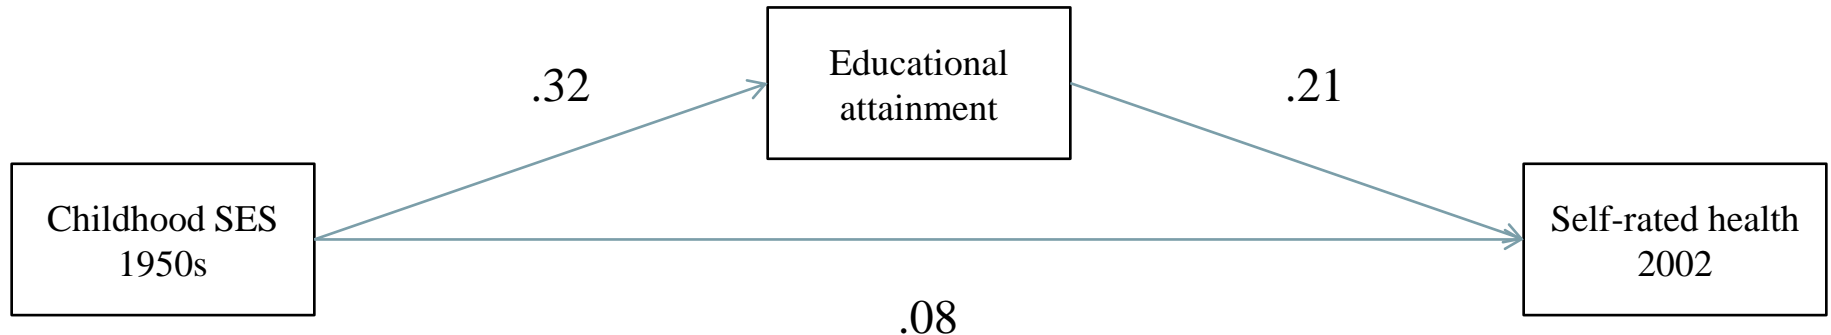 Educational
attainment
.32
.21
Childhood SES
1950s
Self-rated health
2002
.08